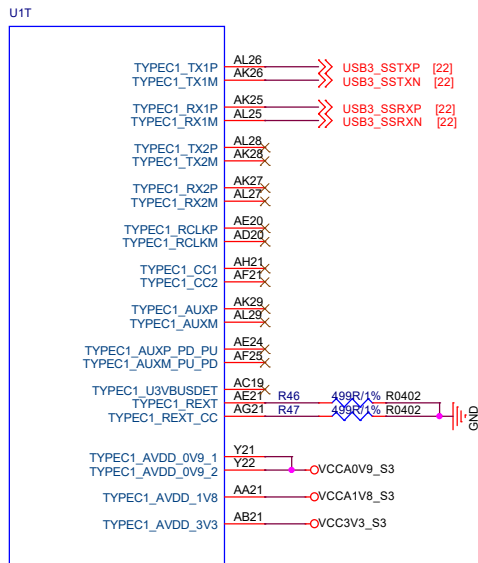 U1T
TYPEC1_TX1P AL26 USB3_SSTXP [22]
TYPEC1_TX1M AK26 USB3_SSTXN [22]
TYPEC1_RX1P AK25 USB3_SSRXP [22]
TYPEC1_RX1M AL25 USB3_SSRXN [22]
TYPEC1_TX2P AL28
TYPEC1_TX2M AK28
TYPEC1_RX2P AK27
TYPEC1_RX2M AL27
TYPEC1_RCLKP AE20
TYPEC1_RCLKM AD20
TYPEC1_CC1 AH21
TYPEC1_CC2 AF21
TYPEC1_AUXP AK29
TYPEC1_AUXM AL29
TYPEC1_AUXP_PD_PU AE24
TYPEC1_AUXM_PU_PD AF25
TYPEC1_U3VBUSDET AC19
TYPEC1_REXT AE21 R46 499R/1% R0402
TYPEC1_REXT_CC AG21 R47 499R/1% R0402
GND
TYPEC1_AVDD_0V9_1 Y21
TYPEC1_AVDD_0V9_2 Y22 VCCA0V9_S3
TYPEC1_AVDD_1V8 AA21 VCCA1V8_S3
TYPEC1_AVDD_3V3 AB21 VCC3V3_S3